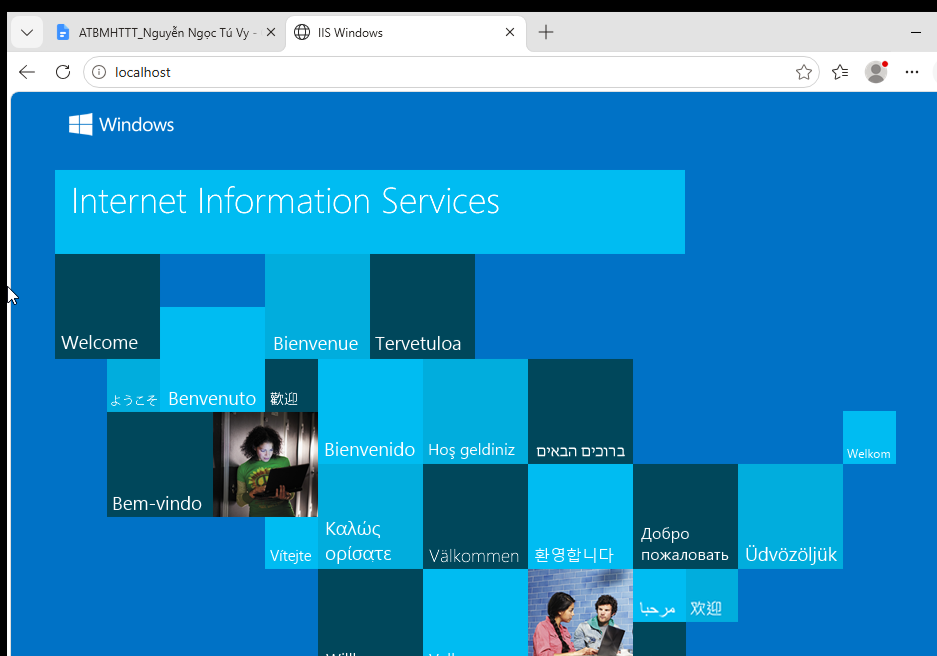 ATBMHTTT_Nguyễn Ngọc Tú Vy -
IIS Windows
localhost
Windows
Internet Information Services
Welcome
Bienvenue
Tervetuloa
ようこそ
Benvenuto
歡迎
Bienvenido
Hoş geldiniz
ברוכים הבאים
Welkom
Bem-vindo
Vítejte
Καλώς
ορίσατε
Välkommen
환영합니다
Добро
пожаловать
Üdvözöljük
مرحبا
欢迎